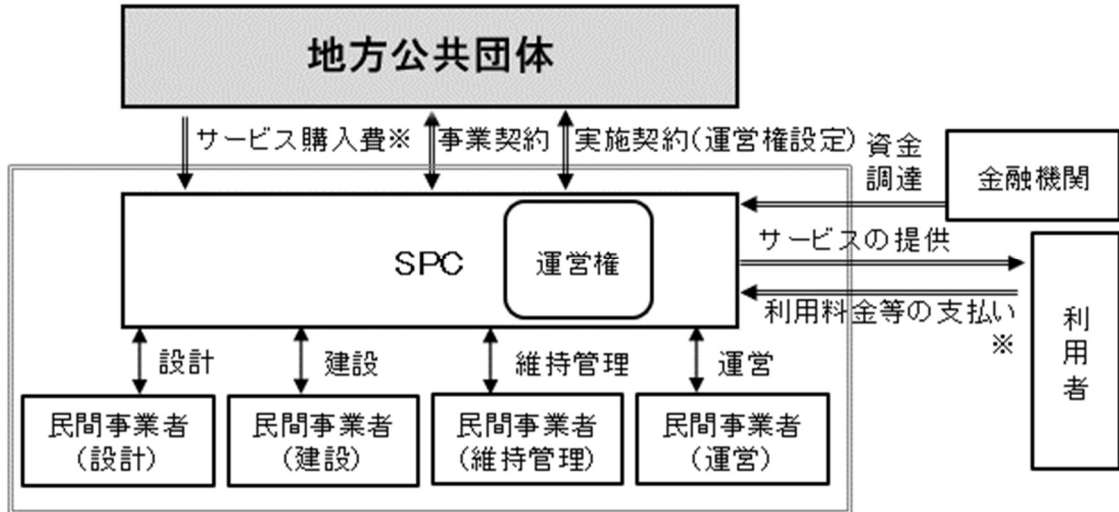 地方公共団体
サービス購入費※
事業契約
実施契約(運営権設定)
資金
調達
金融機関
SPC
運営権
サービスの提供
利用料金等の支払い
※
利
用
者
設計
建設
維持管理
運営
民間事業者
(設計)
民間事業者
(建設)
民間事業者
(維持管理)
民間事業者
(運営)